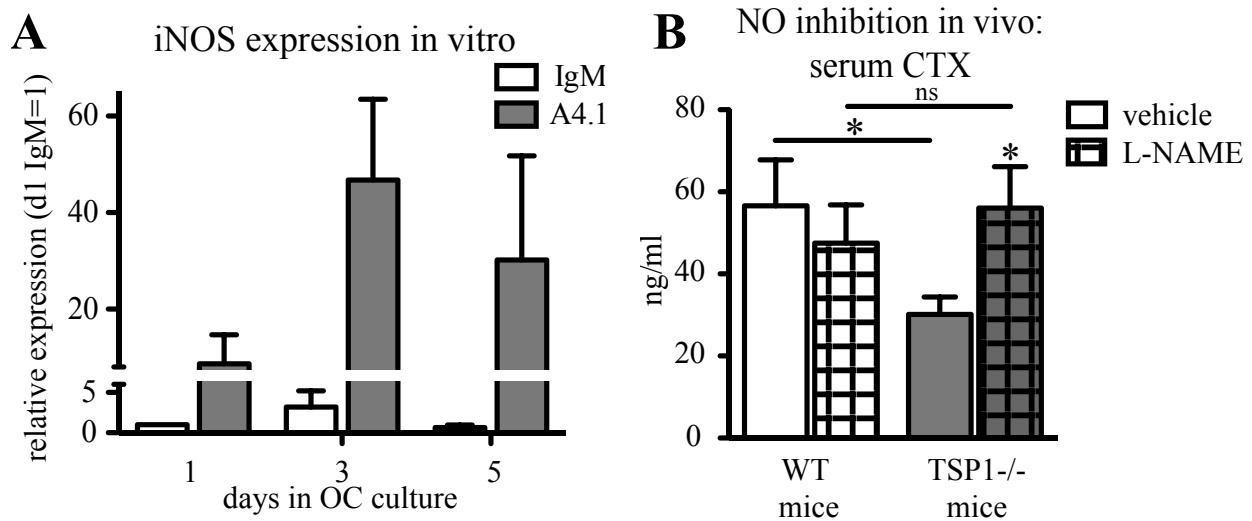 A
iNOS expression in vitro
IgM
A4.1
relative expression (d1 IgM=1)
60
40
20
5
0
1
3
5
days in OC culture
B
NO inhibition in vivo:
serum CTX
vehicle
L-NAME
ns
*
*
ng/ml
80
60
40
20
0
WT
mice
TSP1-/-
mice